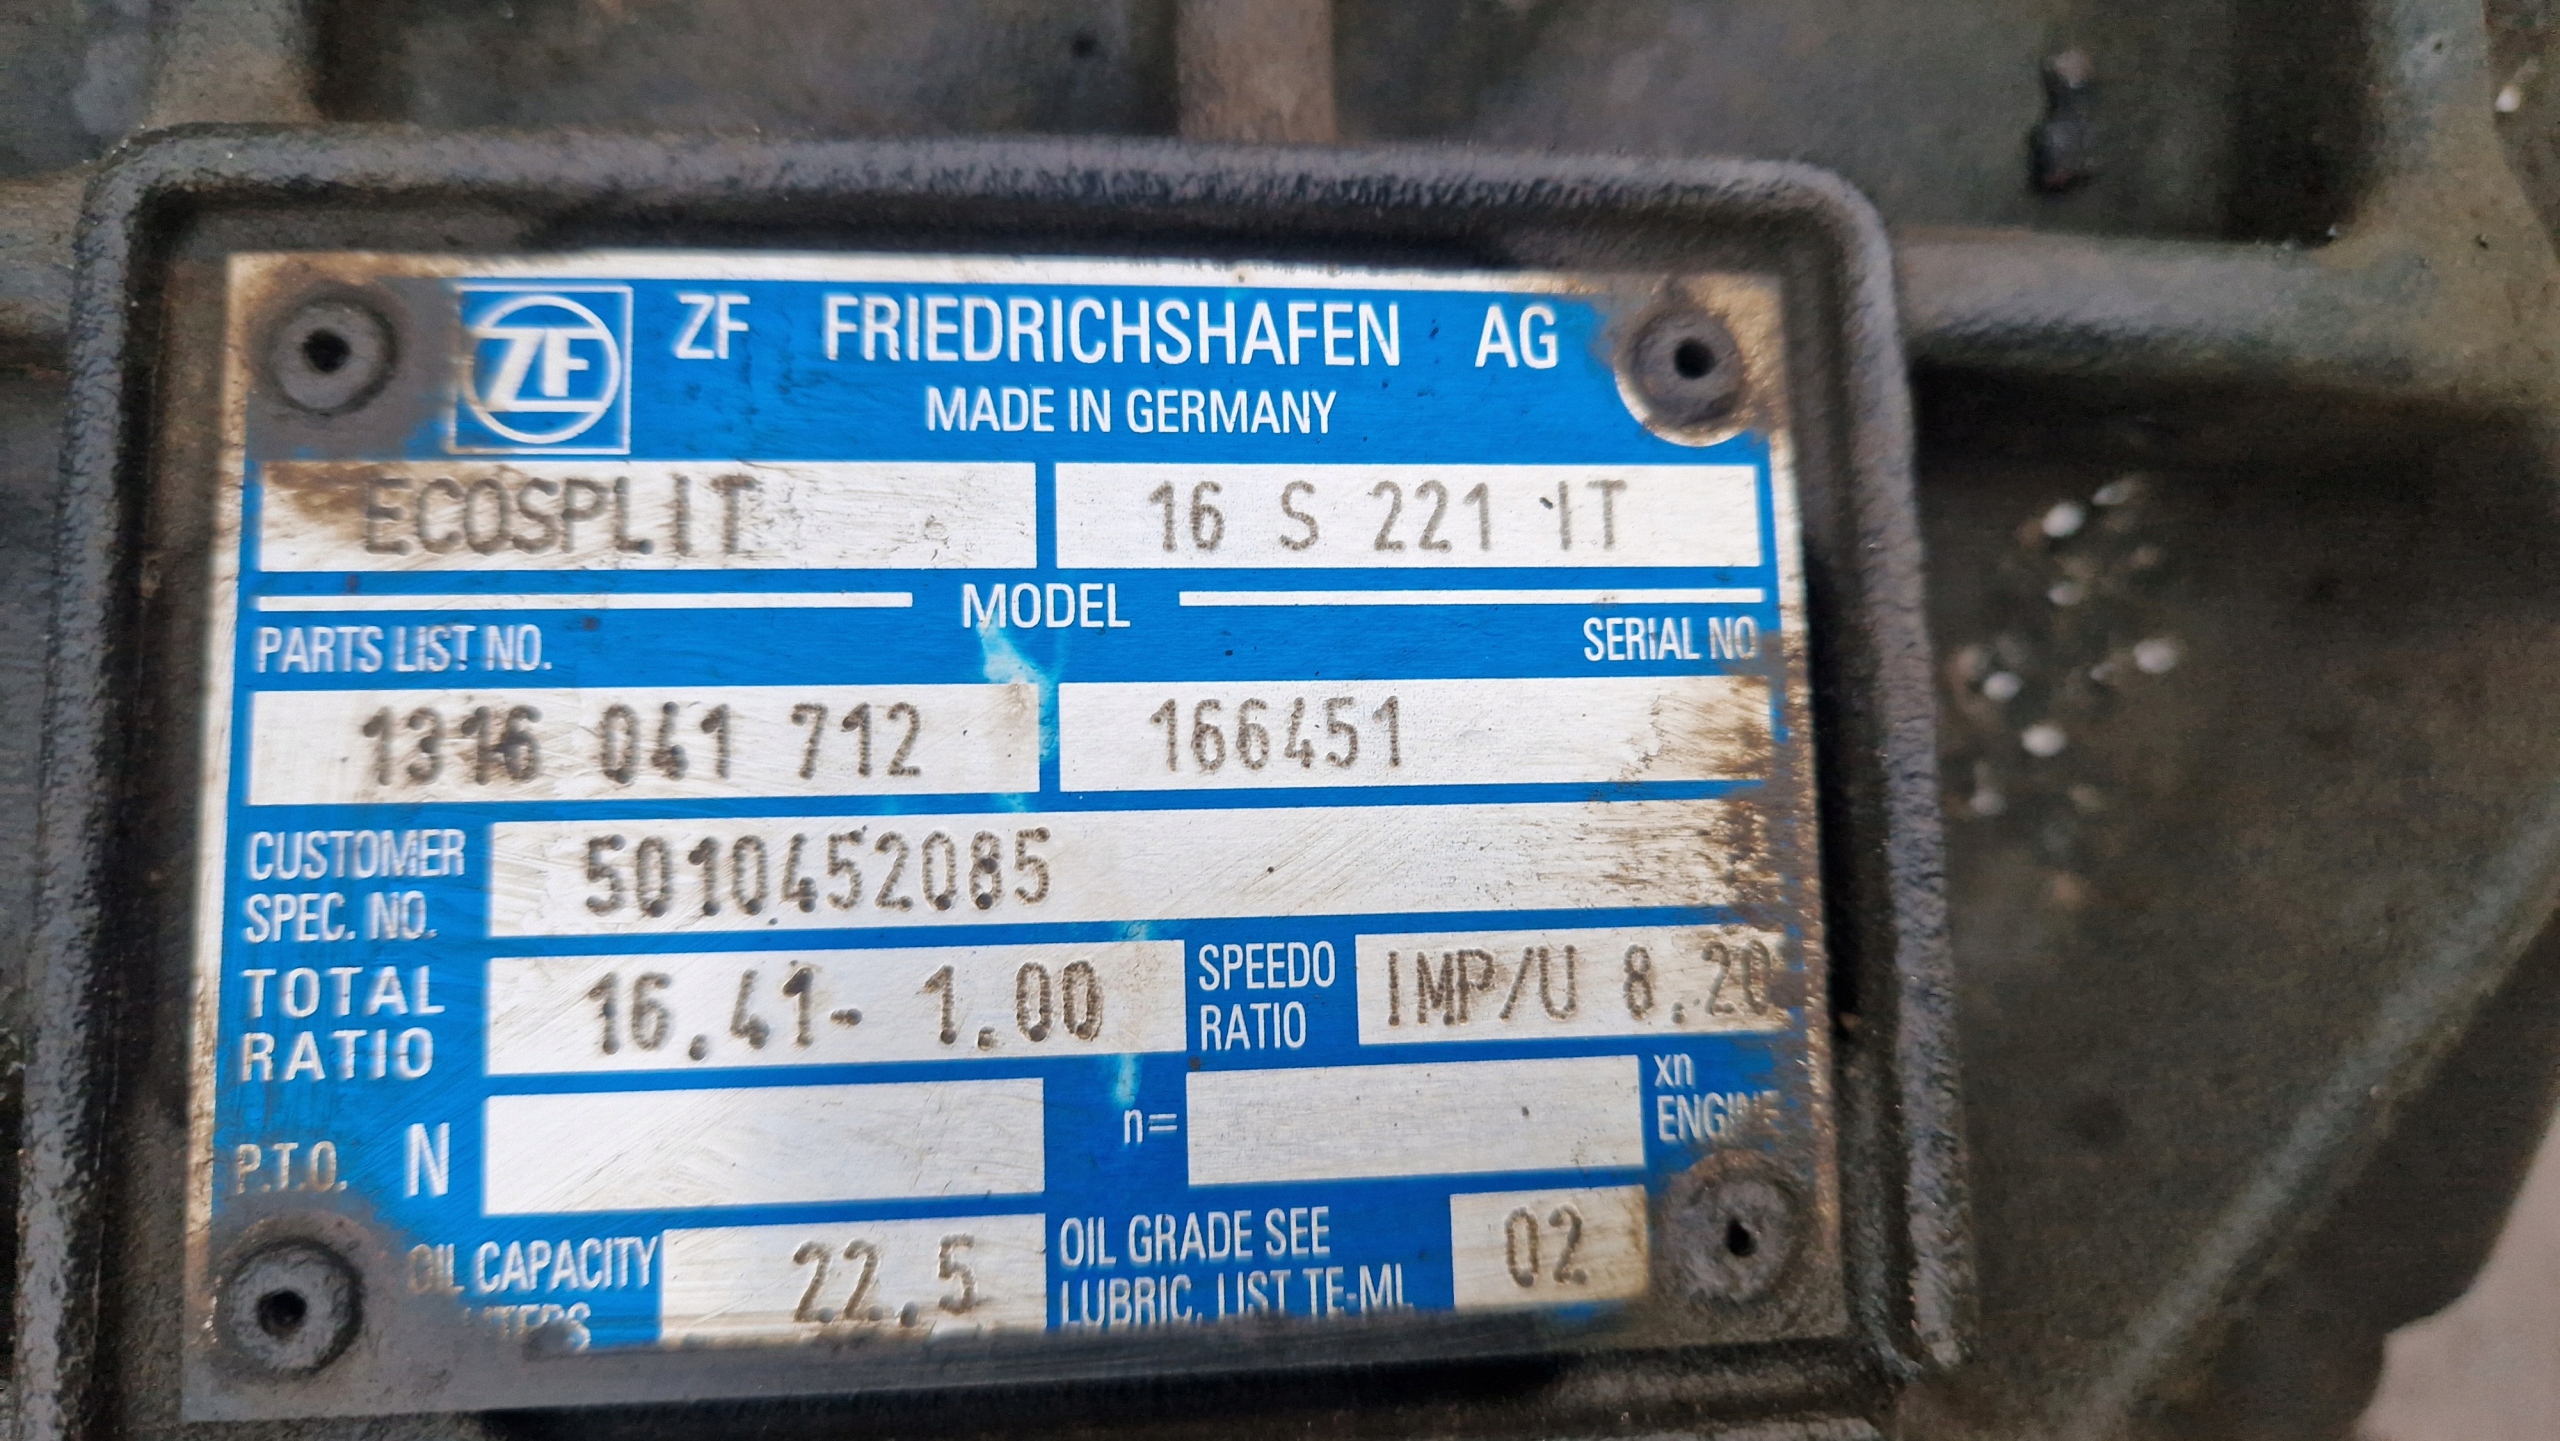 ZF ZF FRIEDRICHSHAFEN AG
MADE IN GERMANY
ECOSPLIT 16 S 221 IT
MODEL
PARTS LIST NO. SERIAL NO
1316 041 712 166451
CUSTOMER SPEC. NO. 5010452085
TOTAL RATIO 16.41- 1.00 SPEEDO RATIO IMP/U 8.20
P.T.O. N n= xn ENGINE
OIL CAPACITY LITERS 22.5 OIL GRADE SEE LUBRIC. LIST TE-ML 02